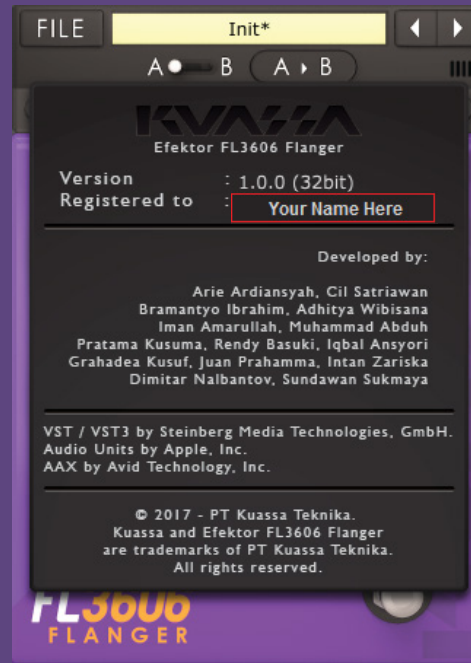 FILE Init*
A B A ▸ B
KUASSA
Efektor FL3606 Flanger
Version : 1.0.0 (32bit)
Registered to : Your Name Here
Developed by:
Arie Ardiansyah, Cil Satriawan
Bramantyo Ibrahim, Adhitya Wibisana
Iman Amarullah, Muhammad Abduh
Pratama Kusuma, Rendy Basuki, Iqbal Ansyori
Grahadea Kusuf, Juan Prahamma, Intan Zariska
Dimitar Nalbantov, Sundawan Sukmaya
VST / VST3 by Steinberg Media Technologies, GmbH.
Audio Units by Apple, Inc.
AAX by Avid Technology, Inc.
© 2017 - PT Kuassa Teknika.
Kuassa and Efektor FL3606 Flanger
are trademarks of PT Kuassa Teknika.
All rights reserved.
FL3606
FLANGER